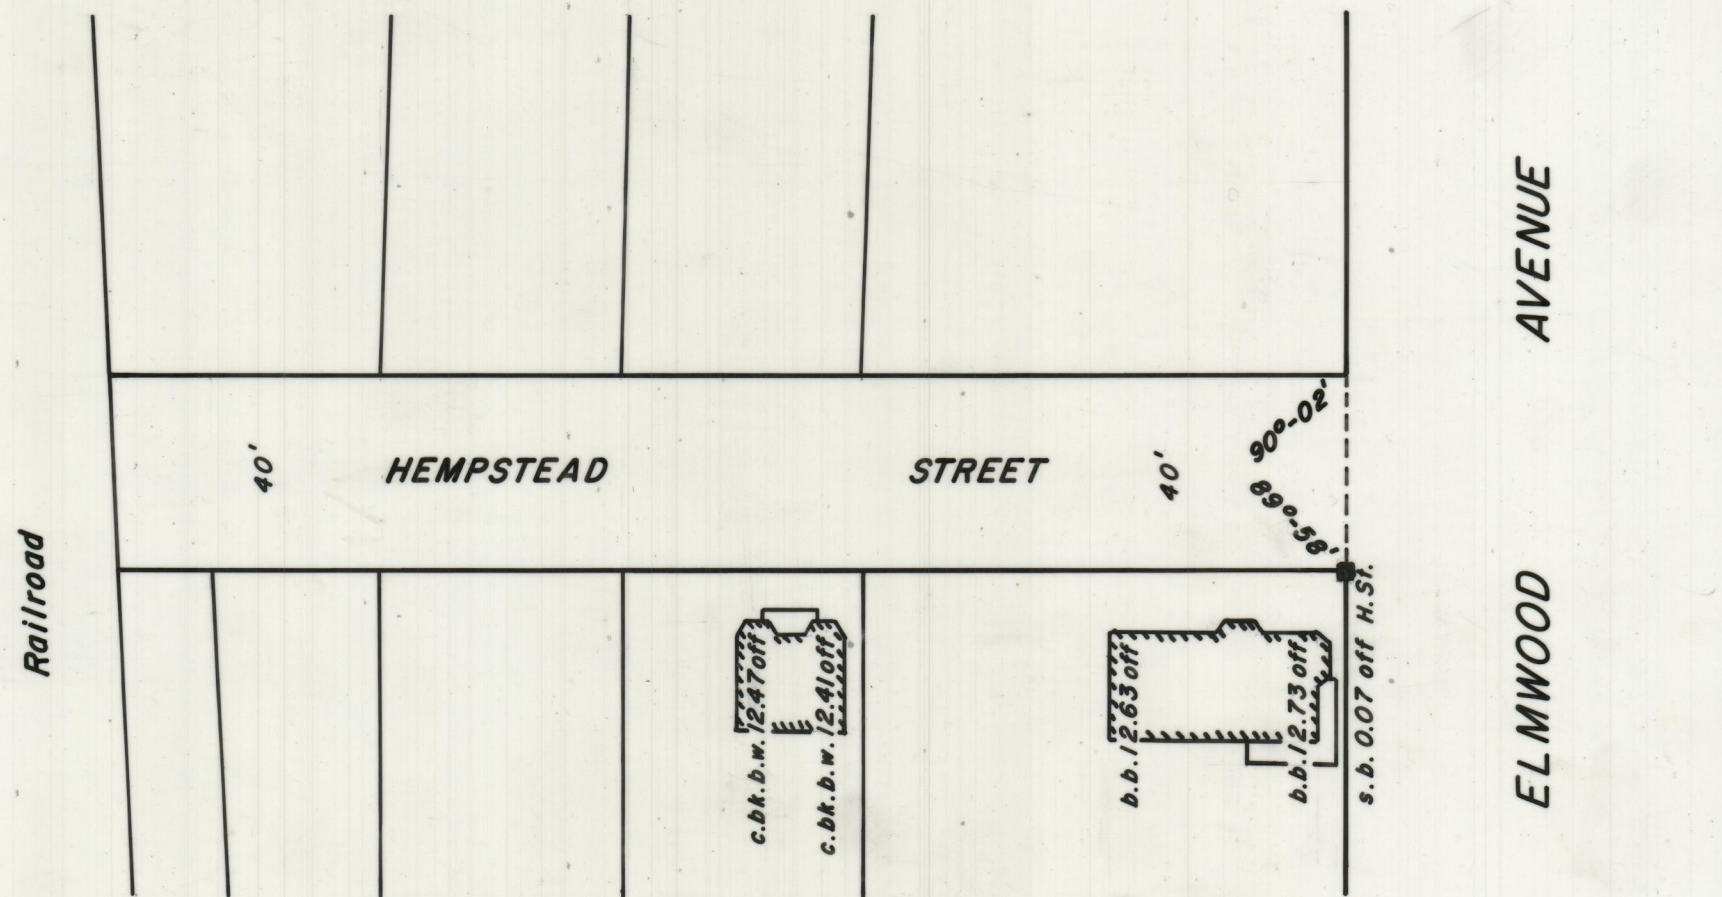 Railroad
40'
HEMPSTEAD STREET
40'
90°-02'
89°-58'
c.bk.b.w. 12.47 off
c.bk.b.w. 12.41 off
b.b. 12.63 off
b.b. 12.73 off
s.b. 0.07 off H.St.
ELMWOOD AVENUE